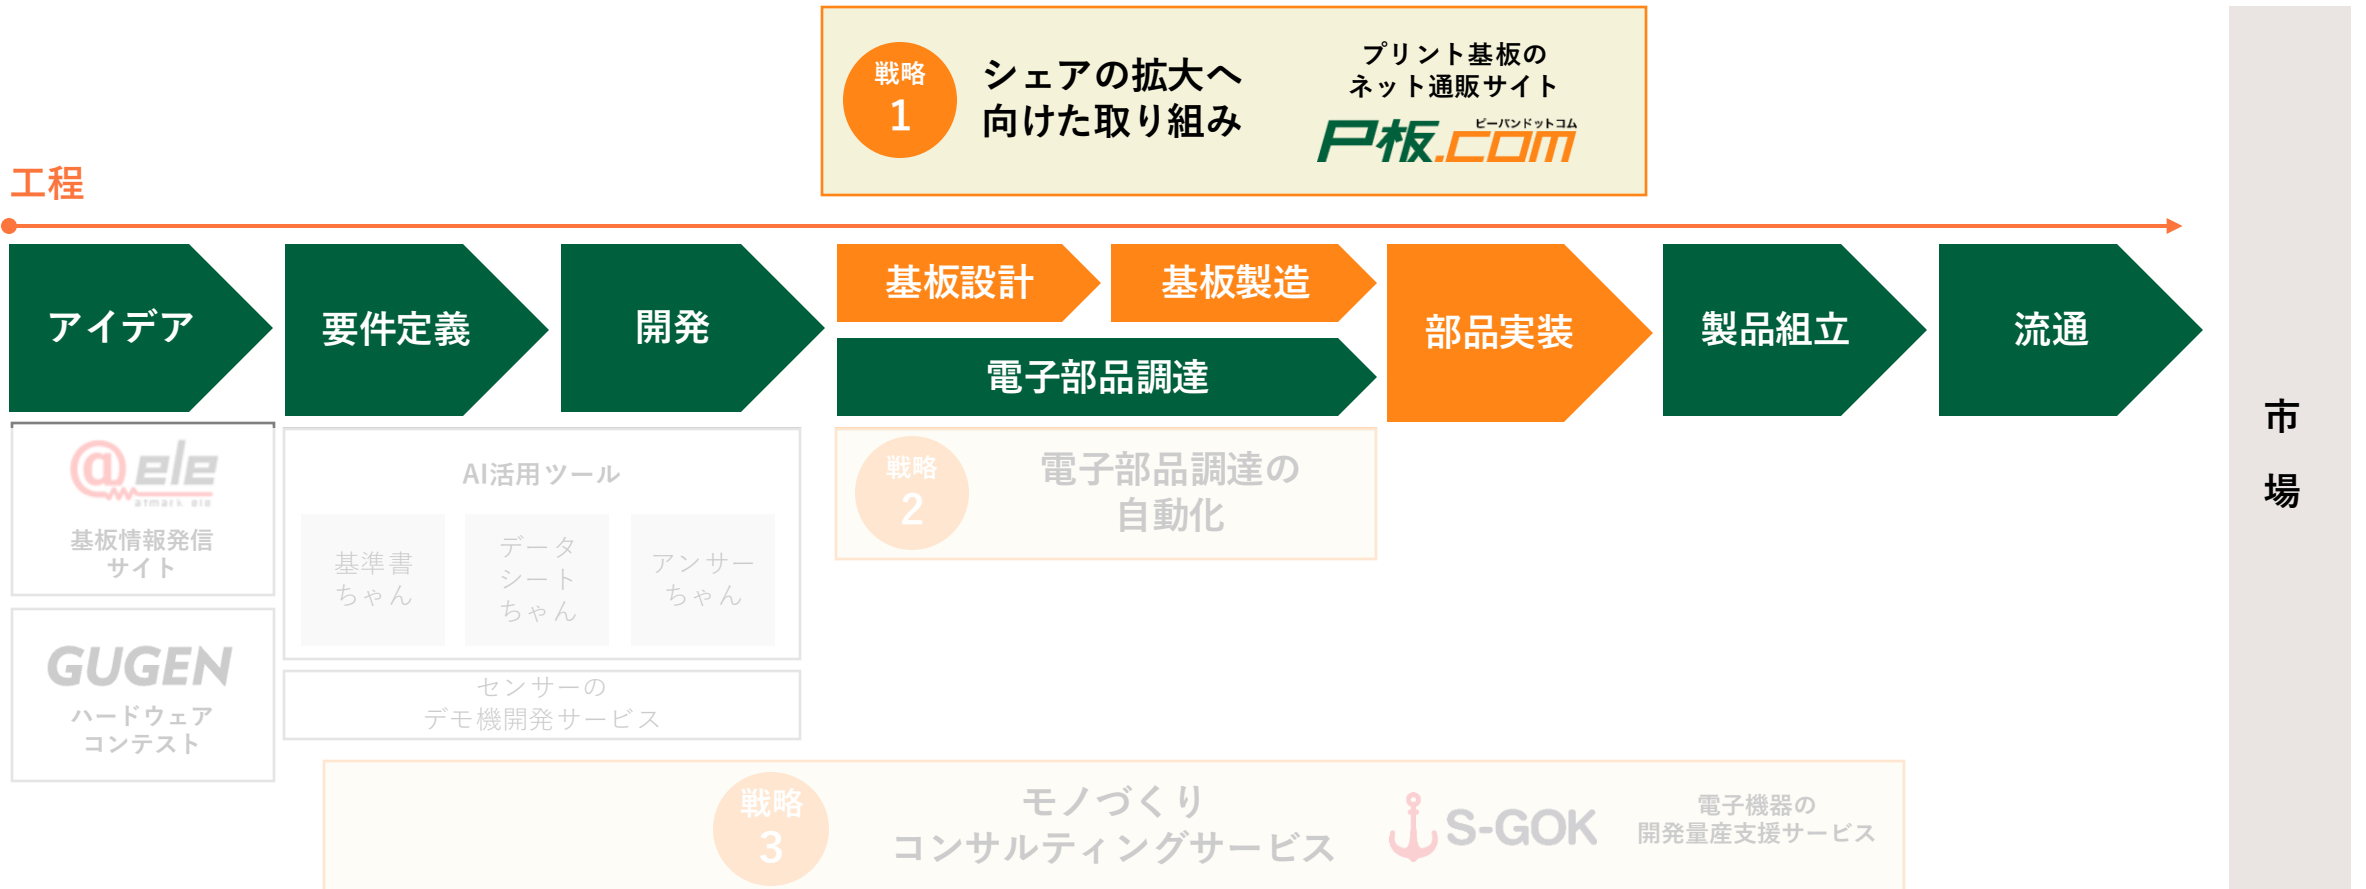 戦略
1
シェアの拡大へ
向けた取り組み
プリント基板の
ネット通販サイト
ピーバンドットコム
P板.com
工程
アイデア
要件定義
開発
基板設計
基板製造
電子部品調達
部品実装
製品組立
流通
市
場
@ele
atmark ele
基板情報発信
サイト
GUGEN
ハードウェア
コンテスト
AI活用ツール
基準書
ちゃん
データ
シート
ちゃん
アンサー
ちゃん
センサーの
デモ機開発サービス
戦略
2
電子部品調達の
自動化
戦略
3
モノづくり
コンサルティングサービス
S-GOK
電子機器の
開発量産支援サービス